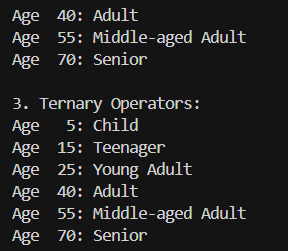 Age  40: Adult
Age  55: Middle-aged Adult
Age  70: Senior

3. Ternary Operators:
Age   5: Child
Age  15: Teenager
Age  25: Young Adult
Age  40: Adult
Age  55: Middle-aged Adult
Age  70: Senior